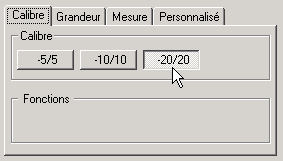 Calibre Grandeur Mesure Personnalisé
Calibre
-5/5 -10/10 -20/20
Fonctions